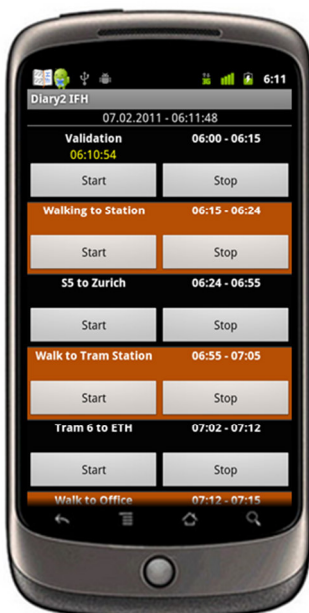 6:11
Diary2 IFH
07.02.2011 - 06:11:48
Validation 06:00 - 06:15
06:10:54
Start Stop
Walking to Station 06:15 - 06:24
Start Stop
S5 to Zurich 06:24 - 06:55
Start Stop
Walk to Tram Station 06:55 - 07:05
Start Stop
Tram 6 to ETH 07:02 - 07:12
Start Stop
Walk to Office 07:12 - 07:15